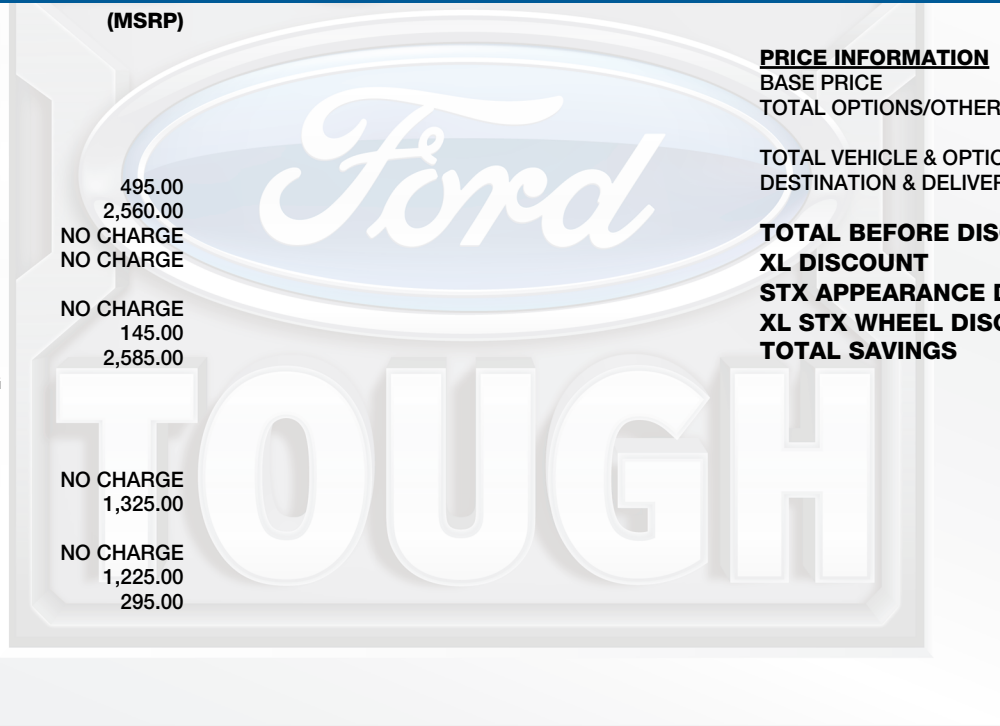 (MSRP)
495.00
2,560.00
NO CHARGE
NO CHARGE
NO CHARGE
145.00
2,585.00
NO CHARGE
1,325.00
NO CHARGE
1,225.00
295.00
PRICE INFORMATION
BASE PRICE
TOTAL OPTIONS/OTHER
TOTAL VEHICLE & OPTIO
DESTINATION & DELIVER
TOTAL BEFORE DISC
XL DISCOUNT
STX APPEARANCE D
XL STX WHEEL DISC
TOTAL SAVINGS
Ford
TOUGH